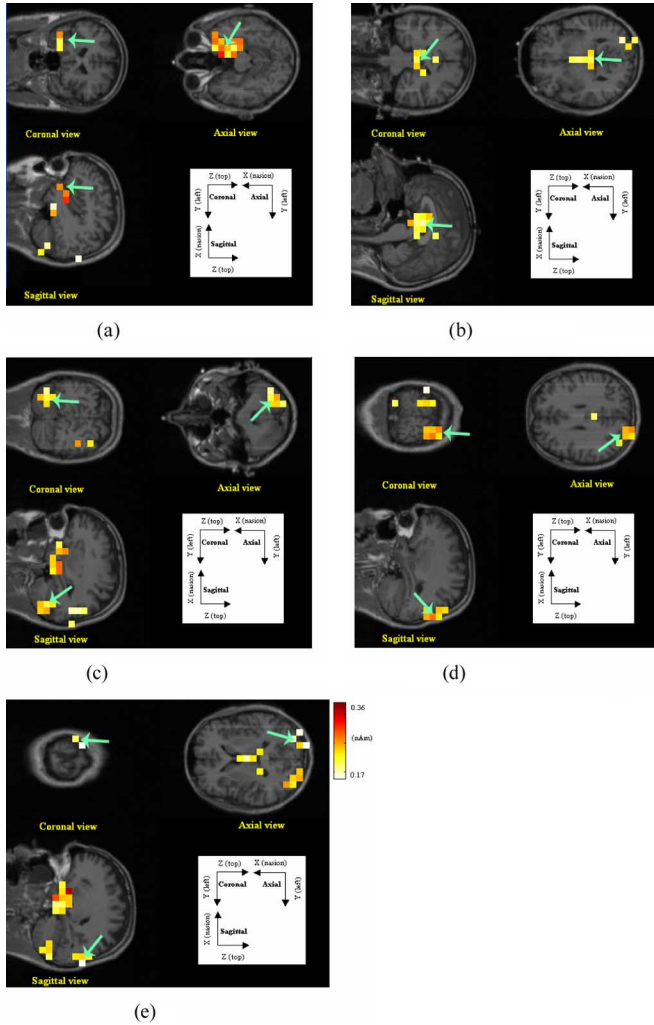 Coronal view
Axial view
Z (top) X (nasion)
Y (left) Coronal Axial Y (left)
X (nasion) Sagittal
Z (top)
Sagittal view
(a)
Coronal view
Axial view
Z (top) X (nasion)
Y (left) Coronal Axial Y (left)
X (nasion) Sagittal
Z (top)
Sagittal view
(b)
Coronal view
Axial view
Z (top) X (nasion)
Y (left) Coronal Axial Y (left)
X (nasion) Sagittal
Z (top)
Sagittal view
(c)
Coronal view
Axial view
Z (top) X (nasion)
Y (left) Coronal Axial Y (left)
X (nasion) Sagittal
Z (top)
Sagittal view
(d)
0.36
(nAm)
0.17
Coronal view
Axial view
Z (top) X (nasion)
Y (left) Coronal Axial Y (left)
X (nasion) Sagittal
Z (top)
Sagittal view
(e)